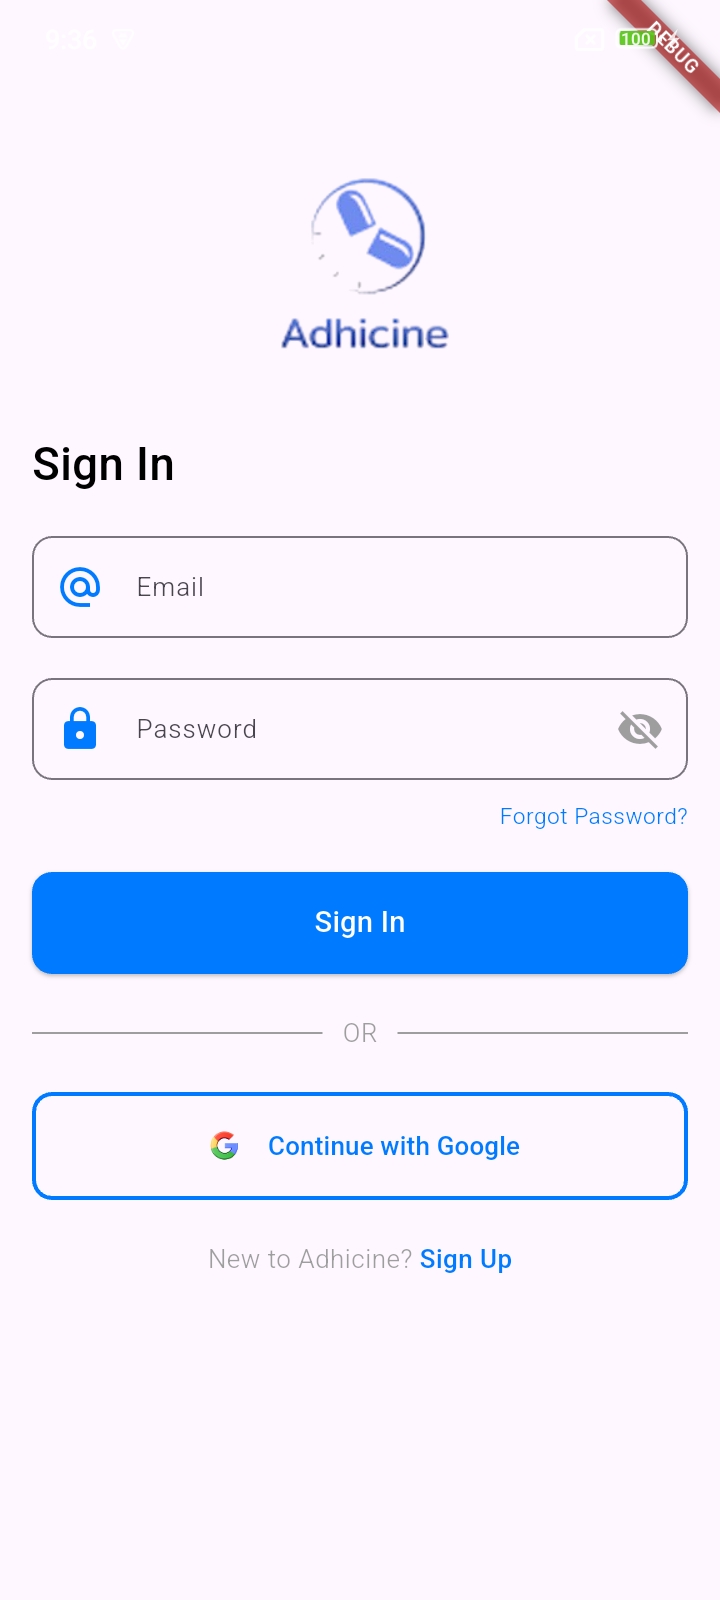 9:36
100
DEBUG
Adhicine
Sign In
Email
Password
Forgot Password?
Sign In
OR
Continue with Google
New to Adhicine? Sign Up